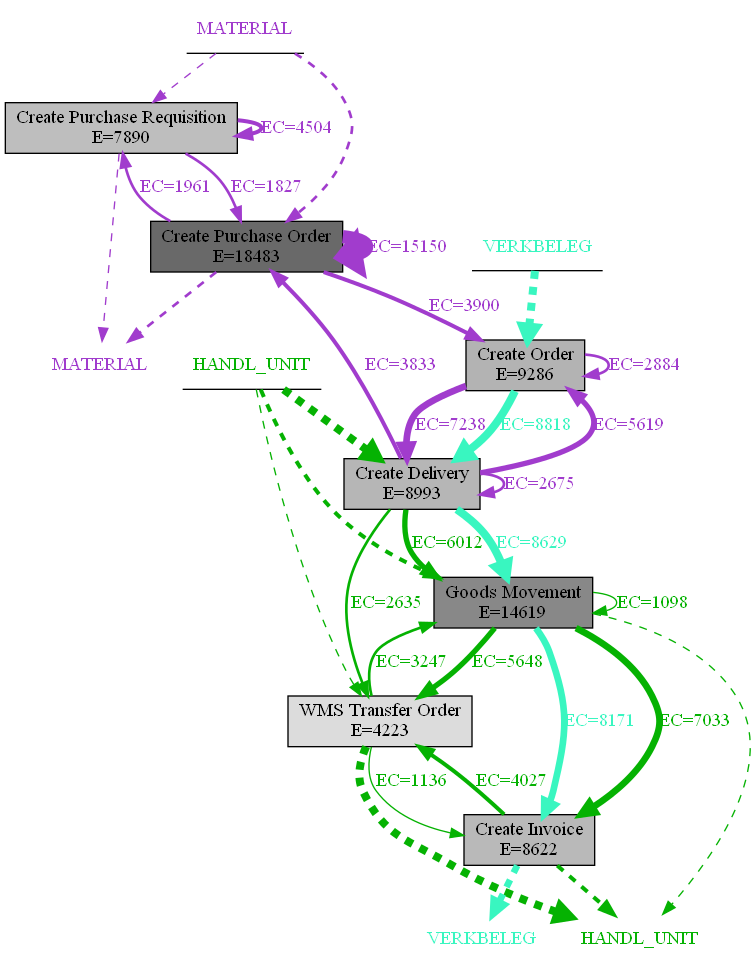 MATERIAL
Create Purchase Requisition
E=7890
EC=4504
EC=1961
EC=1827
Create Purchase Order
E=18483
EC=15150
VERKBELEG
EC=3900
Create Order
E=9286
EC=2884
MATERIAL
HANDL_UNIT
EC=3833
EC=7238
EC=8818
EC=5619
Create Delivery
E=8993
EC=2675
EC=6012
EC=8629
Goods Movement
E=14619
EC=1098
EC=2635
EC=3247
EC=5648
WMS Transfer Order
E=4223
EC=8171
EC=7033
EC=1136
EC=4027
Create Invoice
E=8622
VERKBELEG
HANDL_UNIT